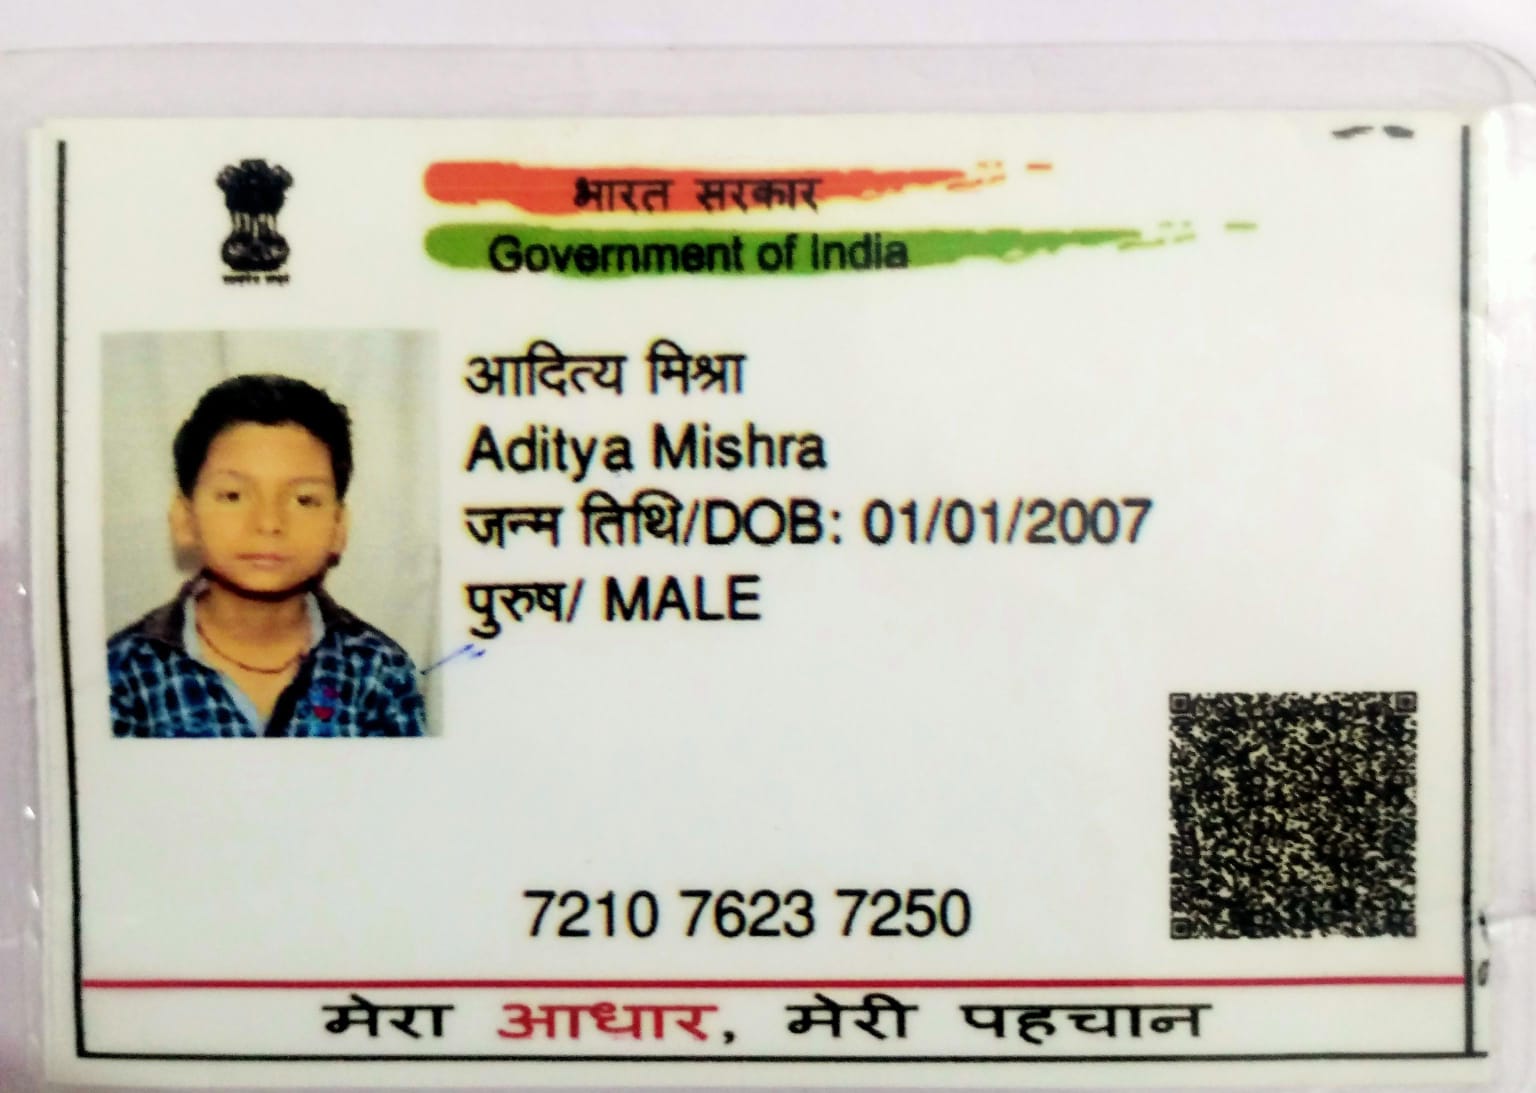 भारत सरकार
Government of India
आदित्य मिश्रा
Aditya Mishra
जन्म तिथि/DOB: 01/01/2007
पुरुष/ MALE
7210 7623 7250
मेरा आधार, मेरी पहचान